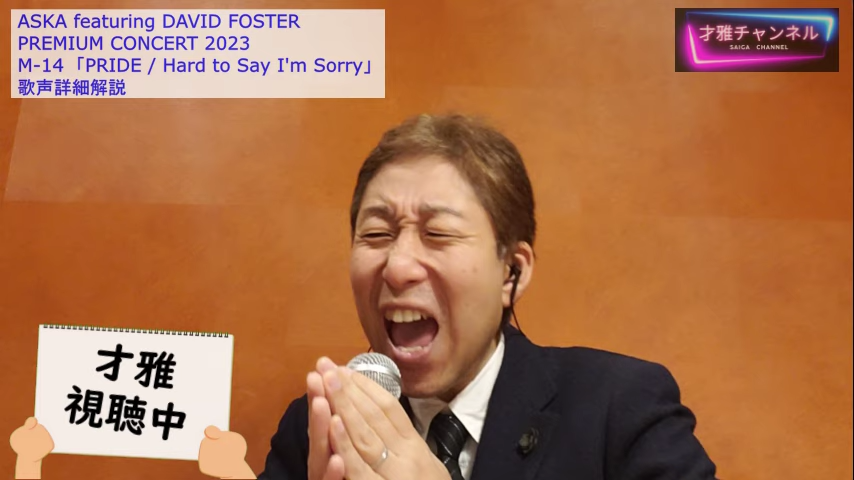 ASKA featuring DAVID FOSTER
PREMIUM CONCERT 2023
M-14「PRIDE / Hard to Say I'm Sorry」
歌声詳細解説
才雅チャンネル
SAIGA CHANNEL
才雅
視聴中